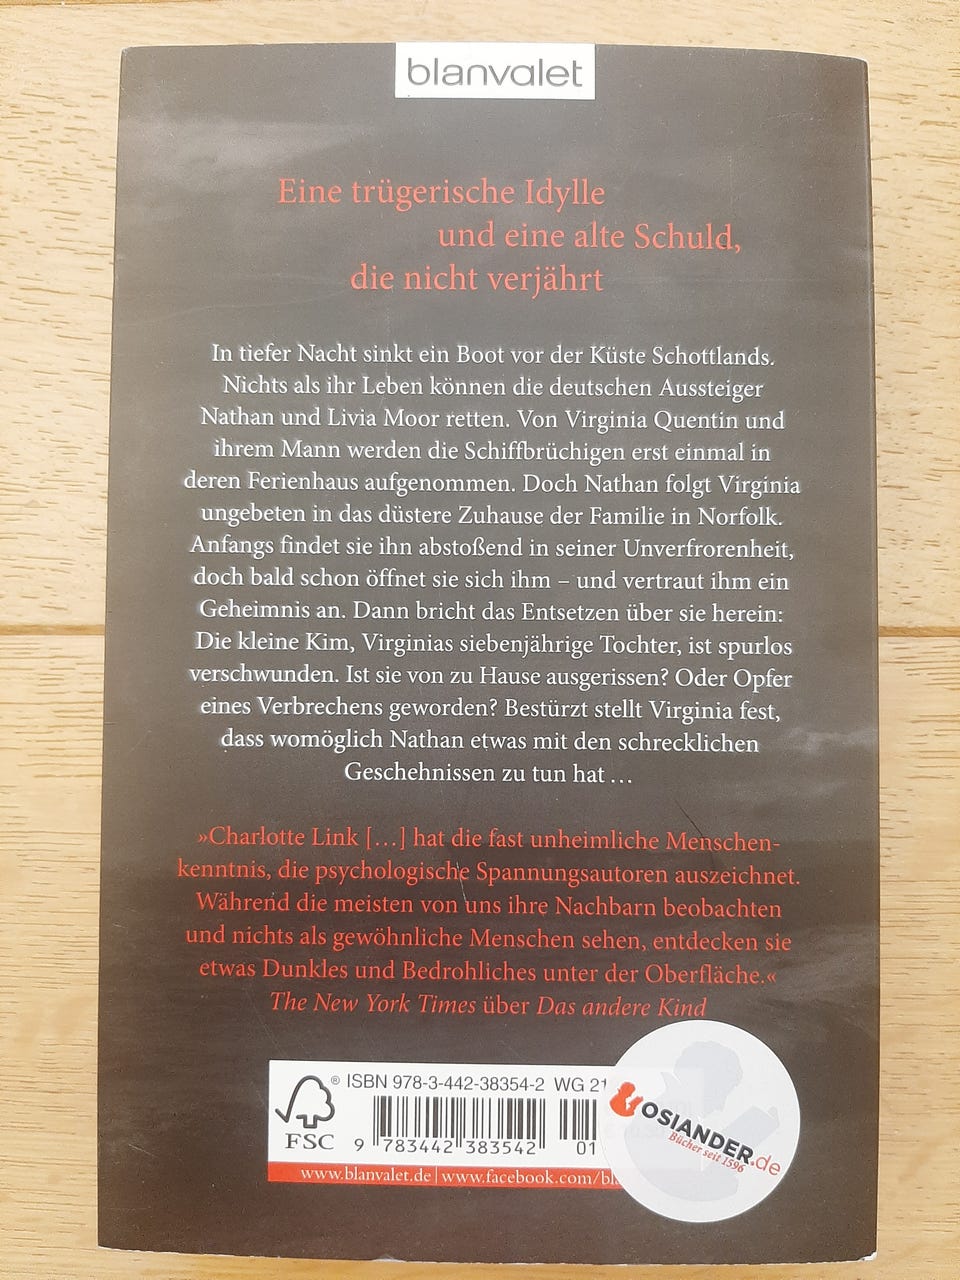 blanvalet
Eine trügerische Idylle
und eine alte Schuld,
die nicht verjährt
In tiefer Nacht sinkt ein Boot vor der Küste Schottlands.
Nichts als ihr Leben können die deutschen Aussteiger
Nathan und Livia Moor retten. Von Virginia Quentin und
ihrem Mann werden die Schiffbrüchigen erst einmal in
deren Ferienhaus aufgenommen. Doch Nathan folgt Virginia
ungebeten in das düstere Zuhause der Familie in Norfolk.
Anfangs findet sie ihn abstoßend in seiner Unverfrorenheit,
doch bald schon öffnet sie sich ihm – und vertraut ihm ein
Geheimnis an. Dann bricht das Entsetzen über sie herein:
Die kleine Kim, Virginias siebenjährige Tochter, ist spurlos
verschwunden. Ist sie von zu Hause ausgerissen? Oder Opfer
eines Verbrechens geworden? Bestürzt stellt Virginia fest,
dass womöglich Nathan etwas mit den schrecklichen
Geschehnissen zu tun hat …
»Charlotte Link […] hat die fast unheimliche Menschen-
kenntnis, die psychologische Spannungsautoren auszeichnet.
Während die meisten von uns ihre Nachbarn beobachten
und nichts als gewöhnliche Menschen sehen, entdecken sie
etwas Dunkles und Bedrohliches unter der Oberfläche.«
The New York Times über Das andere Kind
® ISBN 978-3-442-38354-2 WG 21
FSC
9 783442 383542 01
www.blanvalet.de | www.facebook.com/bla
OSIANDER.de
Bücher seit 1596